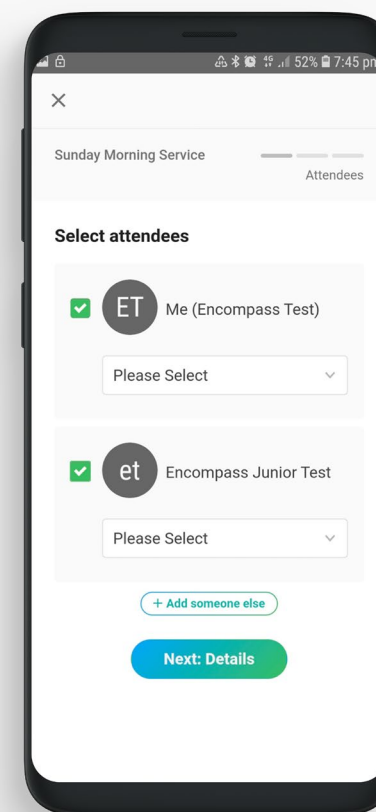 4G 52% 7:45 pm
Sunday Morning Service
Attendees
Select attendees
ET Me (Encompass Test)
Please Select
et Encompass Junior Test
Please Select
+ Add someone else
Next: Details